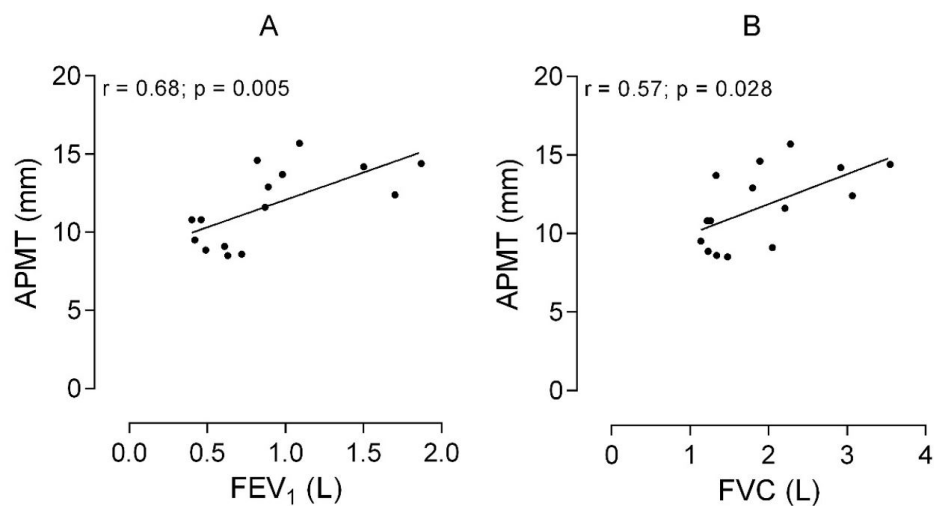 A
r = 0.68; p = 0.005
20
15
10
5
0
APMT (mm)
0.0 0.5 1.0 1.5 2.0
FEV₁ (L)
B
r = 0.57; p = 0.028
20
15
10
5
0
APMT (mm)
0 1 2 3 4
FVC (L)